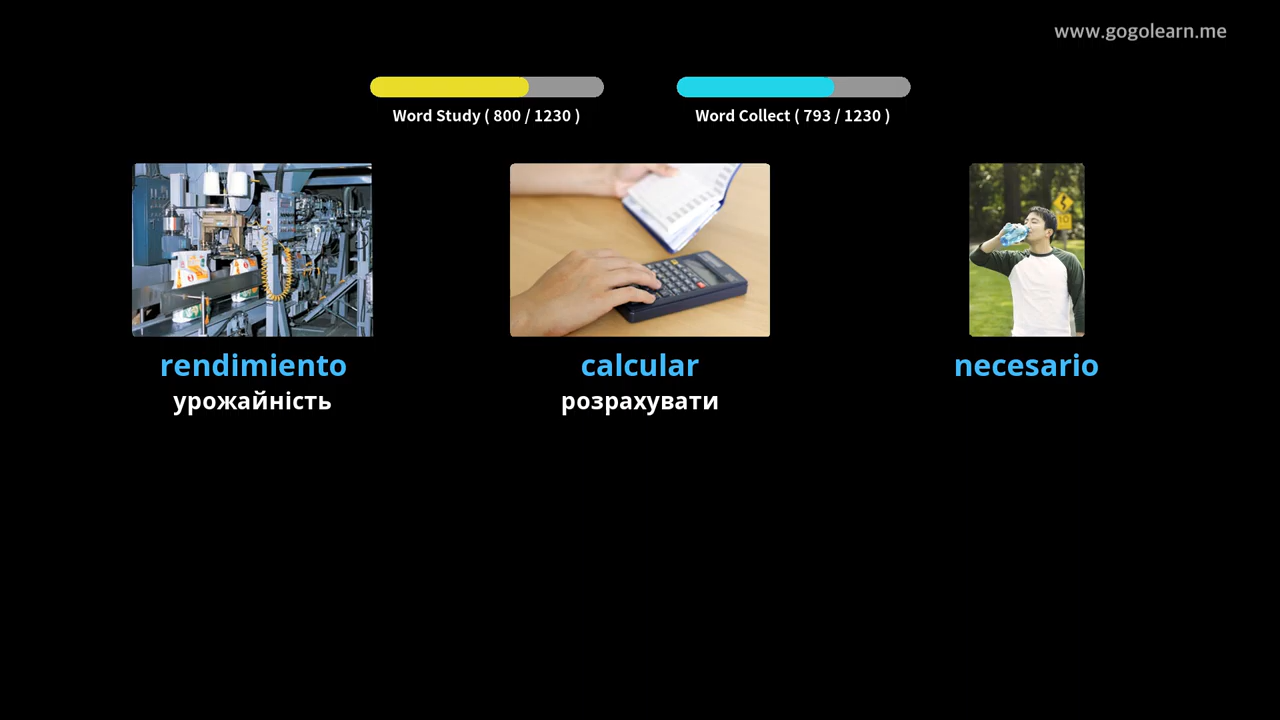 www.gogolearn.me
Word Study ( 800 / 1230 )
Word Collect ( 793 / 1230 )
rendimiento
урожайність
calcular
розрахувати
necesario